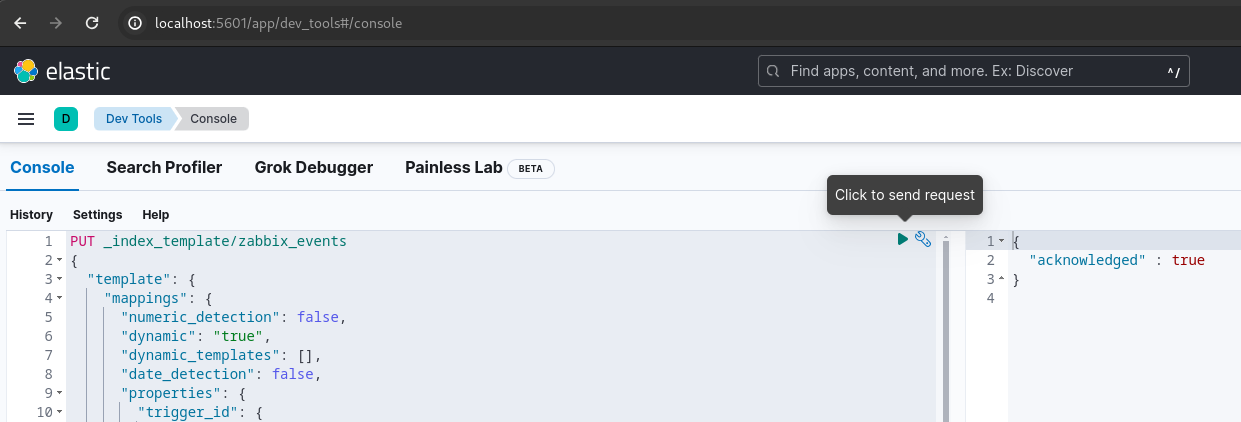 localhost:5601/app/dev_tools#/console
elastic
Find apps, content, and more. Ex: Discover ^/
D Dev Tools Console
Console Search Profiler Grok Debugger Painless Lab BETA
Click to send request
History Settings Help
1 PUT _index_template/zabbix_events
2 {
3 "template": {
4 "mappings": {
5 "numeric_detection": false,
6 "dynamic": "true",
7 "dynamic_templates": [],
8 "date_detection": false,
9 "properties": {
10 "trigger_id": {
1 {
2 "acknowledged" : true
3 }
4